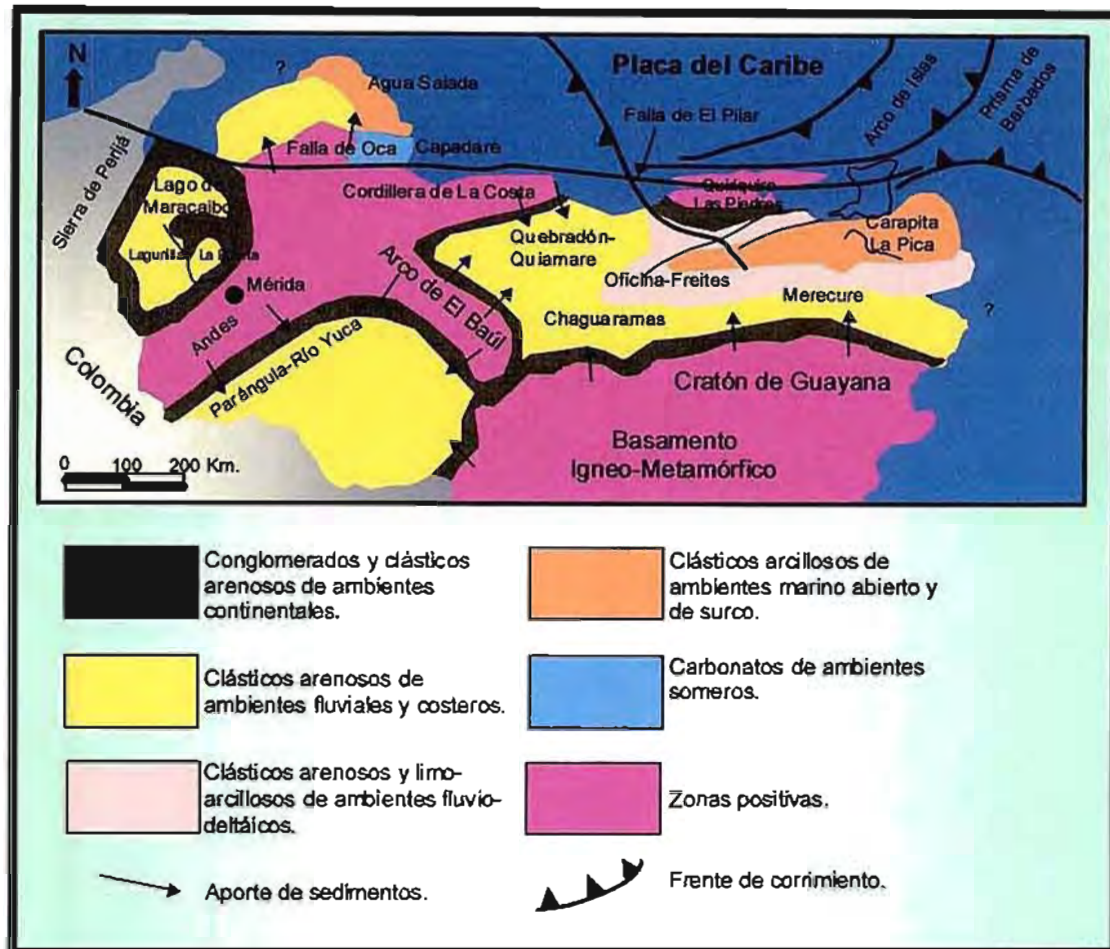 N
?
Agua Salada
Placa del Caribe
Arco de Islas
Prisma de
Barbados
Falla de El Pilar
Sierra de Perijá
Falla de Oca
Capadare
Lago de
Maracaibo
Cordillera de La Costa
Quiriquire
Las Piedras
Carapita
La Pica
Lagunillas
La Puerta
Quebradón-
Quiamare
Oficina-Freites
Mérida
Arco de El Baúl
Merecure
?
Andes
Chaguaramas
Parángula-Río Yuca
Colombia
Cratón de Guayana
Basamento
Igneo-Metamórfico
0 100 200 Km.
Conglomerados y clásticos
arenosos de ambientes
continentales.
Clásticos arenosos de
ambientes fluviales y costeros.
Clásticos arenosos y limo-
arcillosos de ambientes fluvio-
deltáicos.
Aporte de sedimentos.
Clásticos arcillosos de
ambientes marino abierto y
de surco.
Carbonatos de ambientes
someros.
Zonas positivas.
Frente de corrimiento.